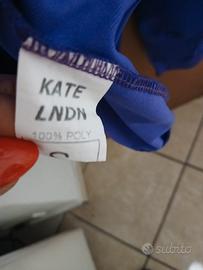 KATE
LNDN
100% POLY
S
subito